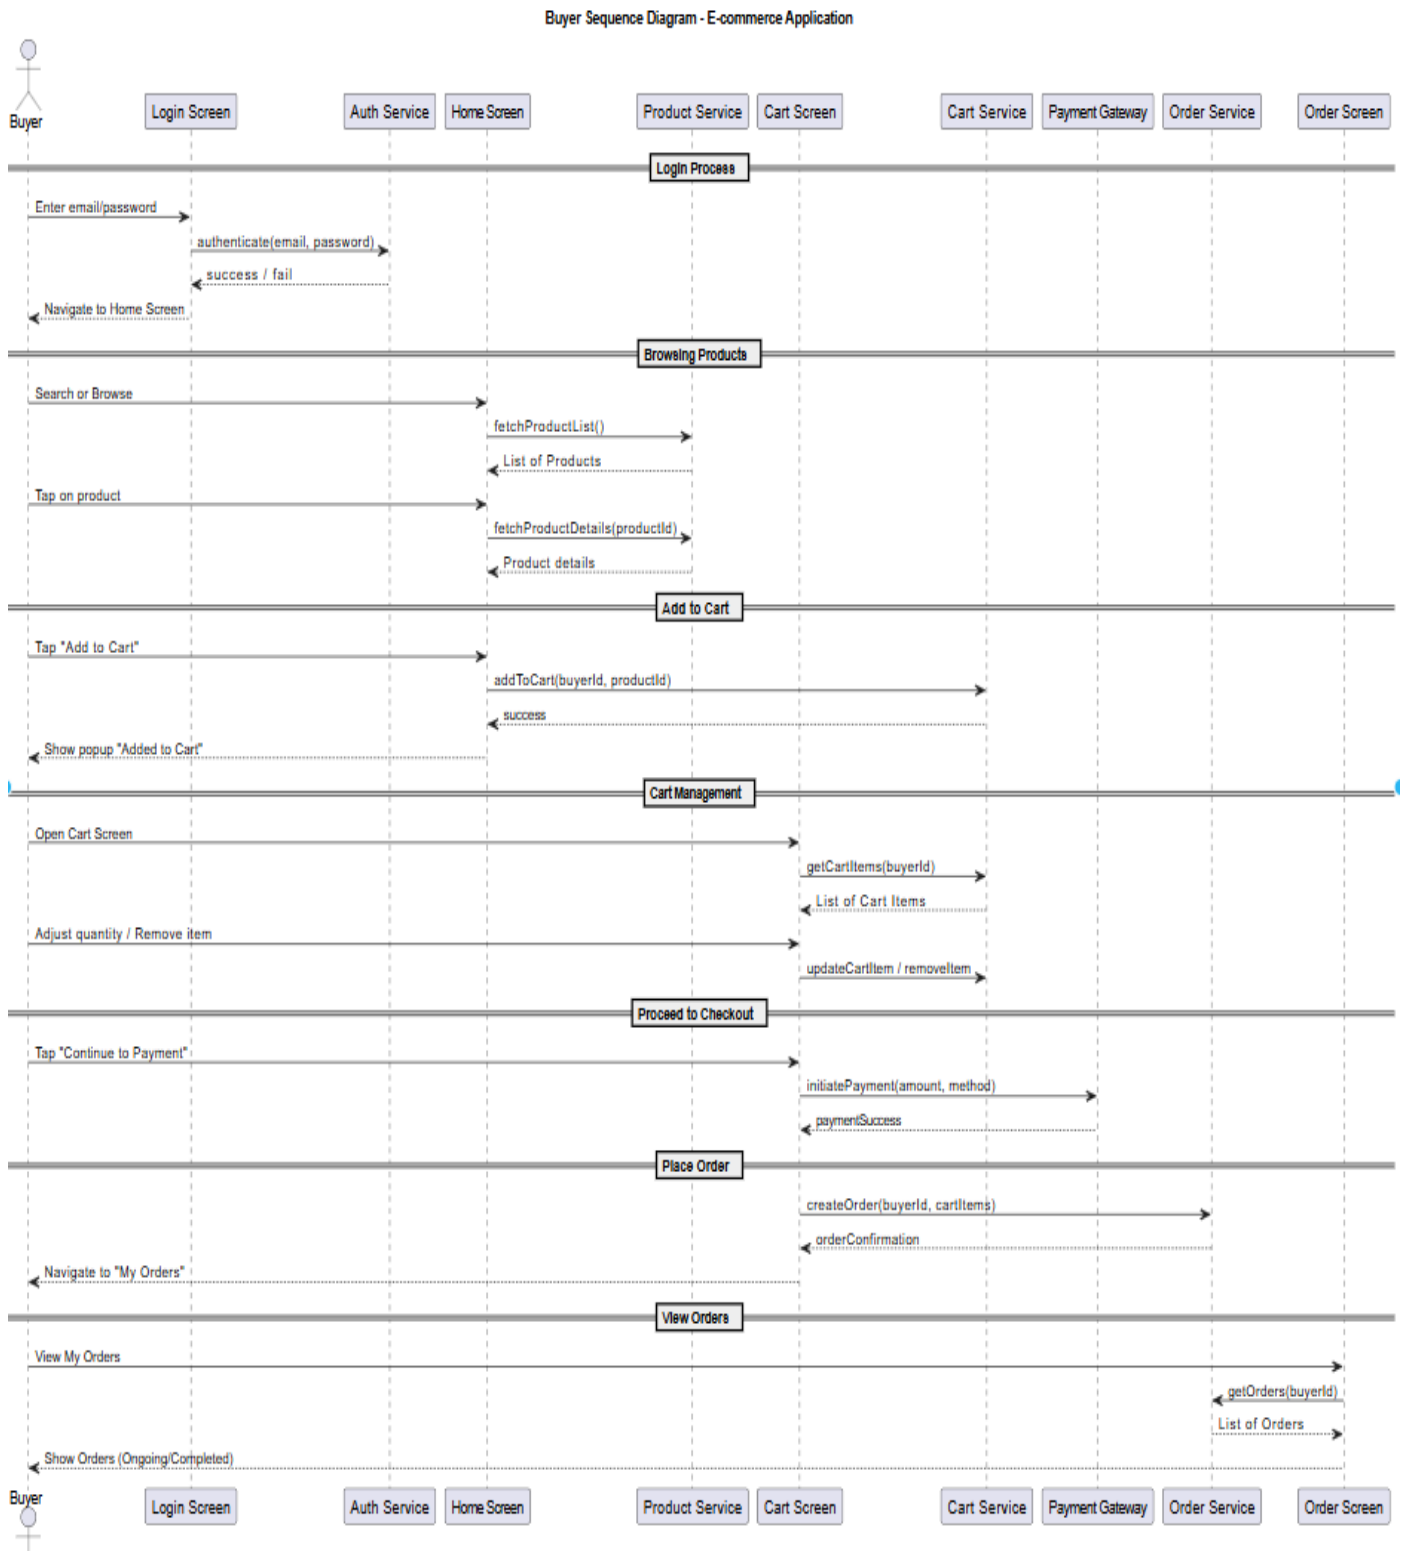 Buyer Sequence Diagram - E-commerce Application
Buyer
Login Screen
Auth Service
Home Screen
Product Service
Cart Screen
Cart Service
Payment Gateway
Order Service
Order Screen
Login Process
Enter email/password
authenticate(email, password)
success / fail
Navigate to Home Screen
Browsing Products
Search or Browse
fetchProductList()
List of Products
Tap on product
fetchProductDetails(productId)
Product details
Add to Cart
Tap "Add to Cart"
addToCart(buyerId, productId)
success
Show popup "Added to Cart"
Cart Management
Open Cart Screen
getCartItems(buyerId)
List of Cart Items
Adjust quantity / Remove item
updateCartItem / removeItem
Proceed to Checkout
Tap "Continue to Payment"
initiatePayment(amount, method)
paymentSuccess
Place Order
createOrder(buyerId, cartItems)
orderConfirmation
Navigate to "My Orders"
View Orders
View My Orders
getOrders(buyerId)
List of Orders
Show Orders (Ongoing/Completed)
Buyer
Login Screen
Auth Service
Home Screen
Product Service
Cart Screen
Cart Service
Payment Gateway
Order Service
Order Screen